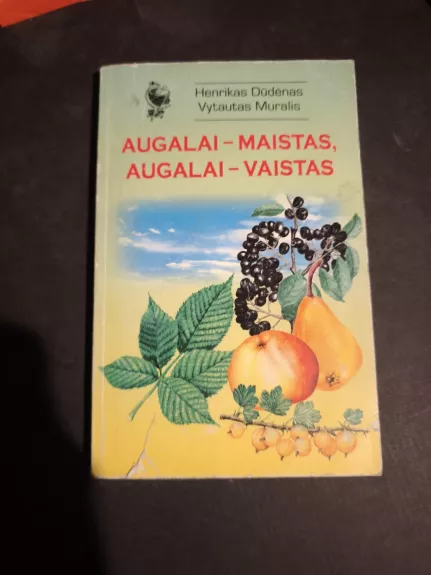 Henrikas Dūdėnas
Vytautas Muralis
AUGALAI – MAISTAS,
AUGALAI – VAISTAS